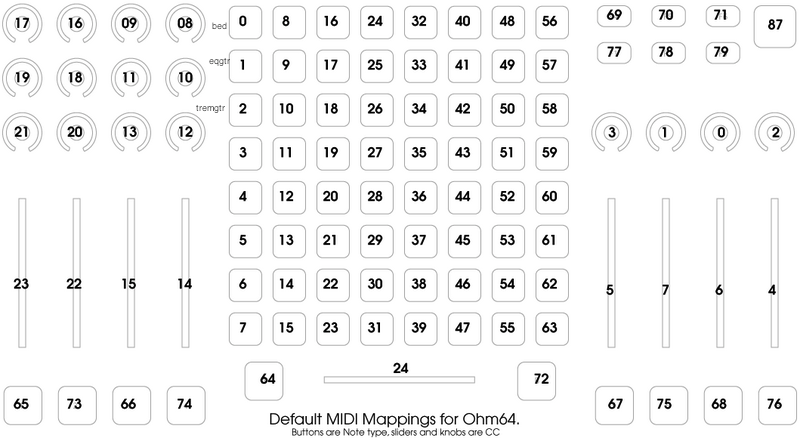 17 16 09 08 bed 0 8 16 24 32 40 48 56 69 70 71 87
77 78 79
19 18 11 10 eqgtr 1 9 17 25 33 41 49 57
21 20 13 12 tremgtr 2 10 18 26 34 42 50 58 3 1 0 2
3 11 19 27 35 43 51 59
4 12 20 28 36 44 52 60
5 13 21 29 37 45 53 61
23 22 15 14 6 14 22 30 38 46 54 62 5 7 6 4
7 15 23 31 39 47 55 63
64 24 72
65 73 66 74 67 75 68 76
Default MIDI Mappings for Ohm64.
Buttons are Note type, sliders and knobs are CC